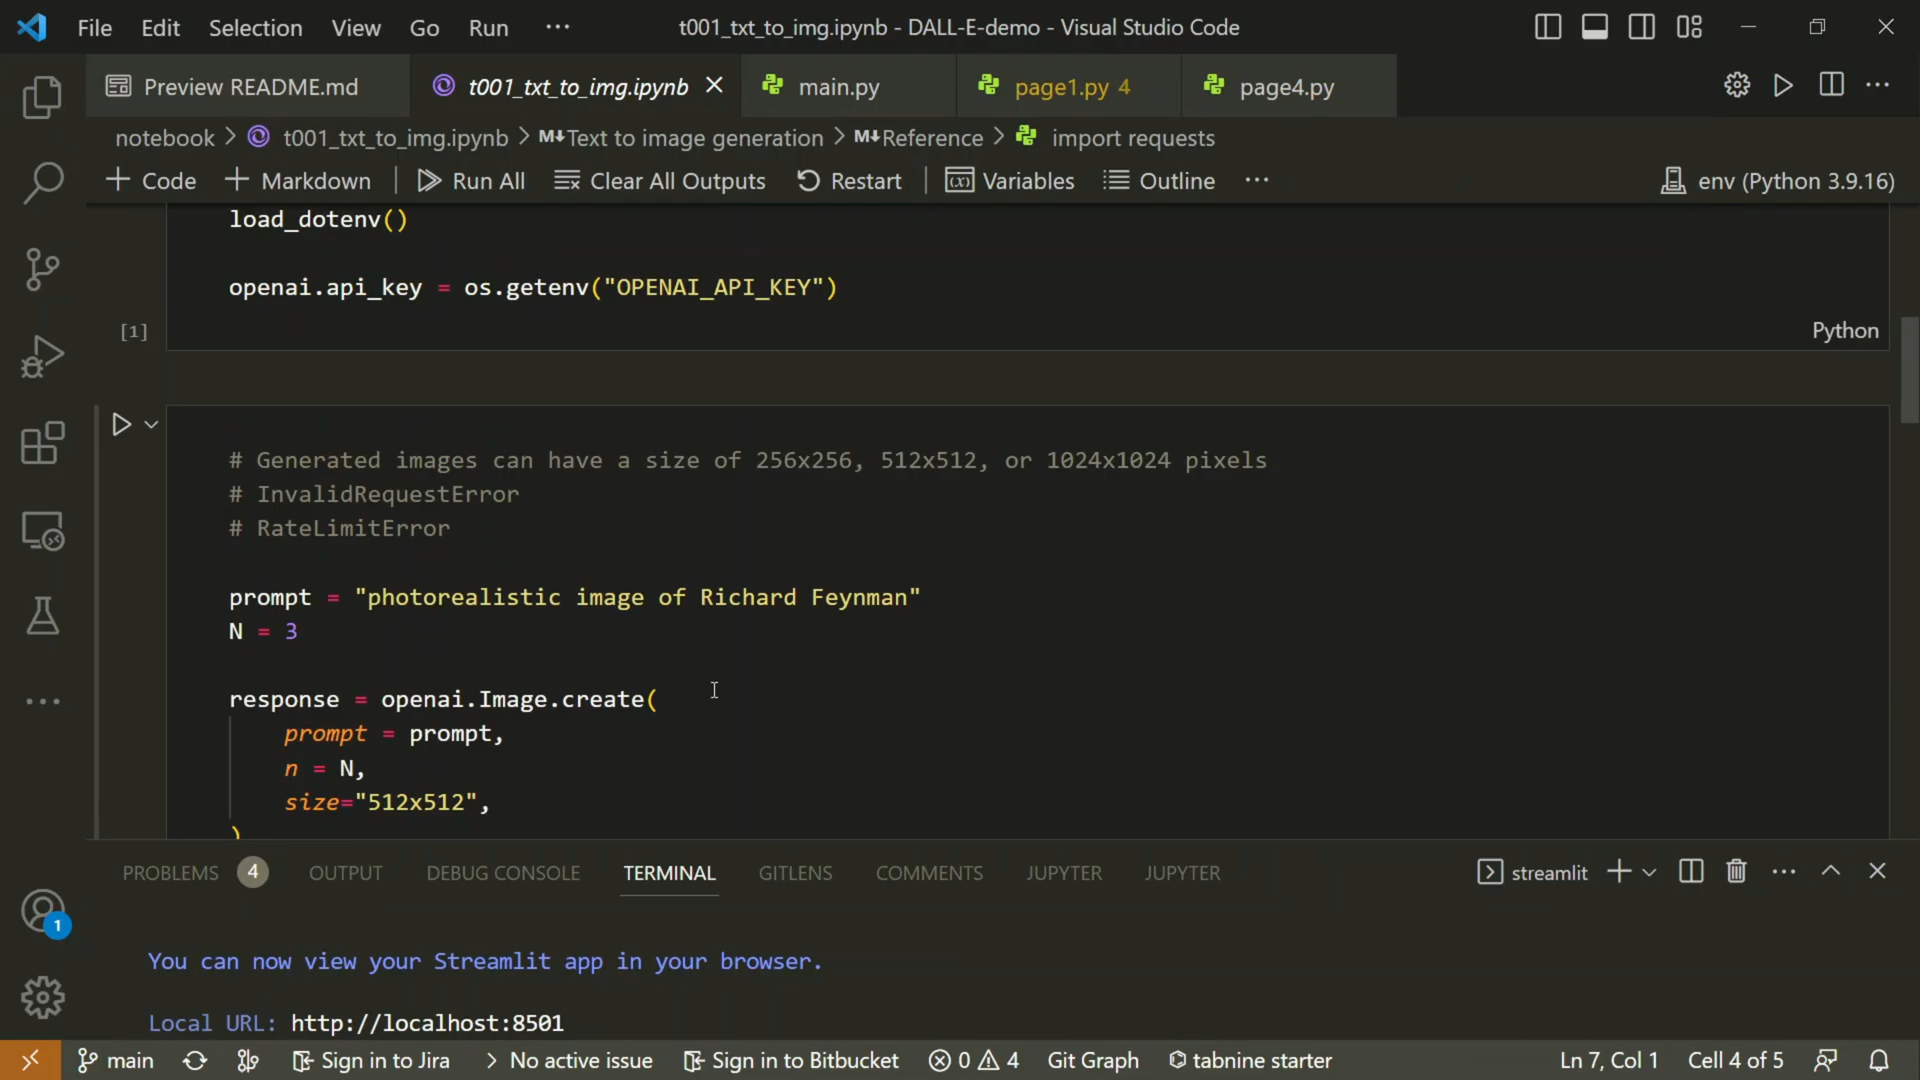 File Edit Selection View Go Run ··· t001_txt_to_img.ipynb - DALL-E-demo - Visual Studio Code
Preview README.md t001_txt_to_img.ipynb main.py page1.py 4 page4.py
notebook > t001_txt_to_img.ipynb > M↓Text to image generation > M↓Reference > import requests
+ Code + Markdown | Run All Clear All Outputs Restart | Variables Outline ··· env (Python 3.9.16)
load_dotenv()
openai.api_key = os.getenv("OPENAI_API_KEY")
[1] Python
# Generated images can have a size of 256x256, 512x512, or 1024x1024 pixels
# InvalidRequestError
# RateLimitError
prompt = "photorealistic image of Richard Feynman"
N = 3
response = openai.Image.create(
prompt = prompt,
n = N,
size="512x512",
)
PROBLEMS 4 OUTPUT DEBUG CONSOLE TERMINAL GITLENS COMMENTS JUPYTER JUPYTER streamlit
You can now view your Streamlit app in your browser.
Local URL: http://localhost:8501
1
main Sign in to Jira > No active issue Sign in to Bitbucket 0 4 Git Graph tabnine starter Ln 7, Col 1 Cell 4 of 5